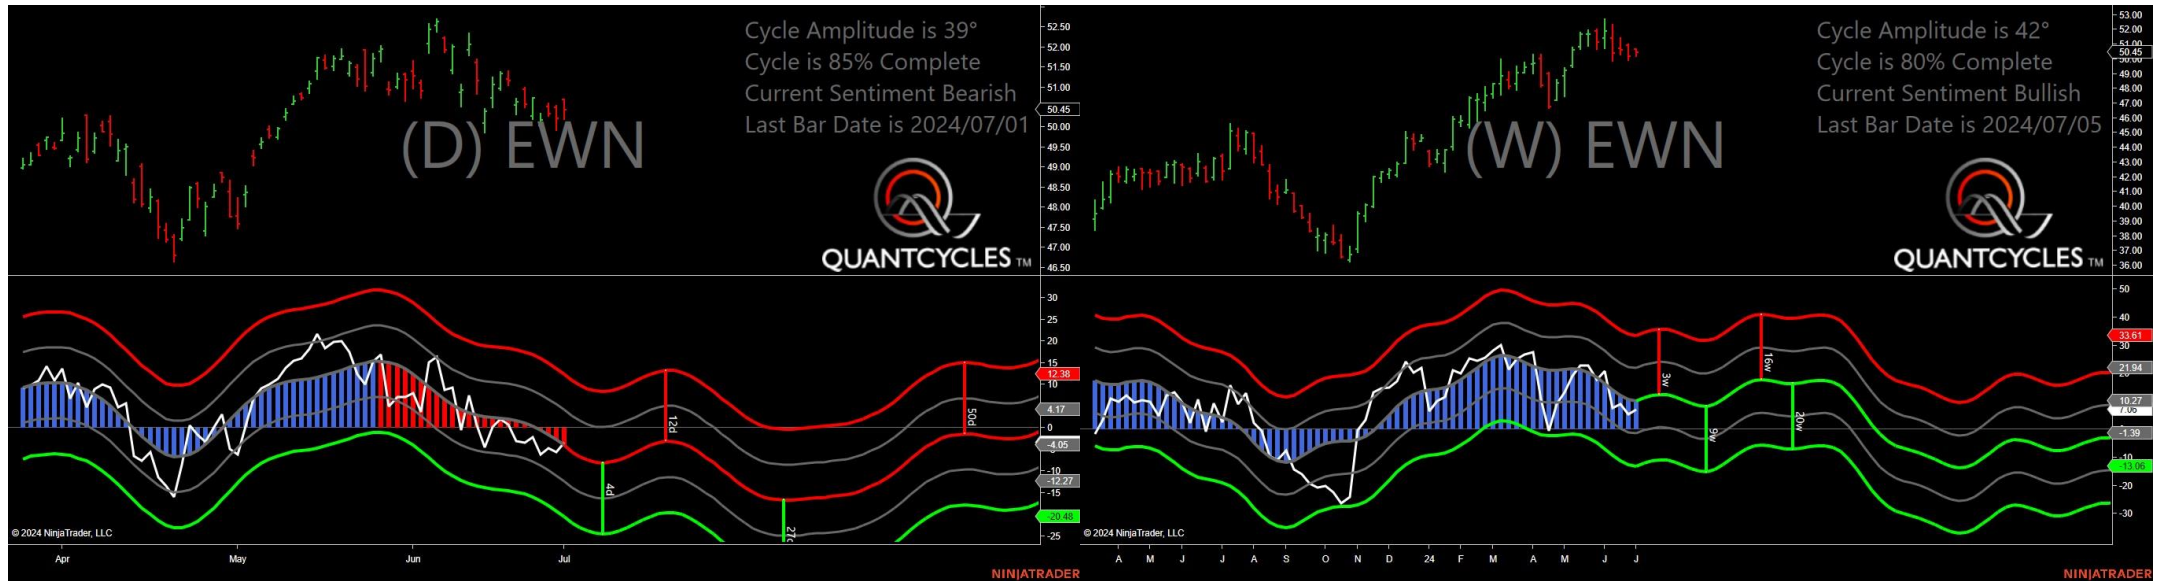 Cycle Amplitude is 39°
Cycle is 85% Complete
Current Sentiment Bearish
Last Bar Date is 2024/07/01
(D) EWN
QUANTCYCLES TM
52.50
52.00
51.50
51.00
50.45
50.00
49.50
49.00
48.50
48.00
47.50
47.00
46.50
30
25
20
15
12.38
10
4.17
0
-4.05
-10
-12.27
-15
-20.48
-25
4d
12d
50d
© 2024 NinjaTrader, LLC
Apr May Jun Jul
NINJATRADER
Cycle Amplitude is 42°
Cycle is 80% Complete
Current Sentiment Bullish
Last Bar Date is 2024/07/05
(W) EWN
QUANTCYCLES TM
53.00
52.00
51.00
50.45
50.00
49.00
48.00
47.00
46.00
45.00
44.00
43.00
42.00
41.00
40.00
39.00
38.00
37.00
36.00
50
40
33.61
30
21.94
10.27
7.06
-1.39
-10
-13.06
-20
-30
3w
9w
16w
20w
© 2024 NinjaTrader, LLC
A M J J A S O N D 24 F M A M J J
NINJATRADER